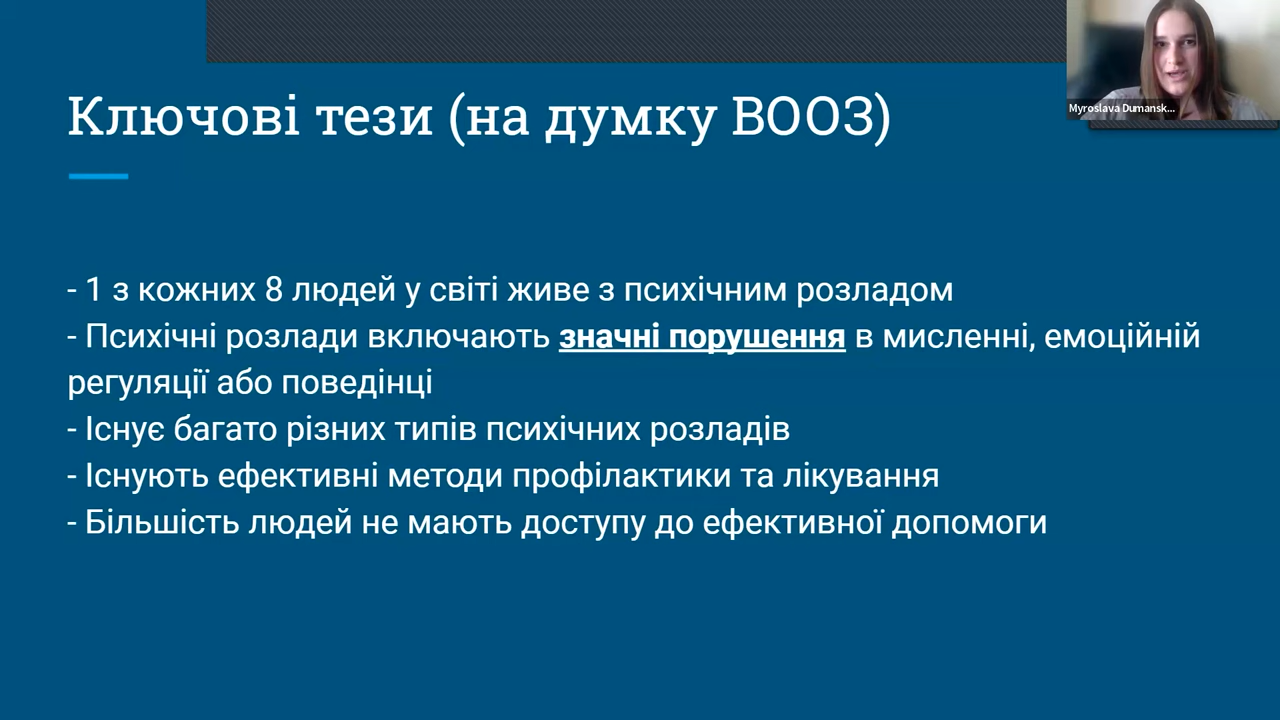 Ключові тези (на думку ВООЗ)
Myroslava Dumansk...
- 1 з кожних 8 людей у світі живе з психічним розладом
- Психічні розлади включають значні порушення в мисленні, емоційній
регуляції або поведінці
- Існує багато різних типів психічних розладів
- Існують ефективні методи профілактики та лікування
- Більшість людей не мають доступу до ефективної допомоги